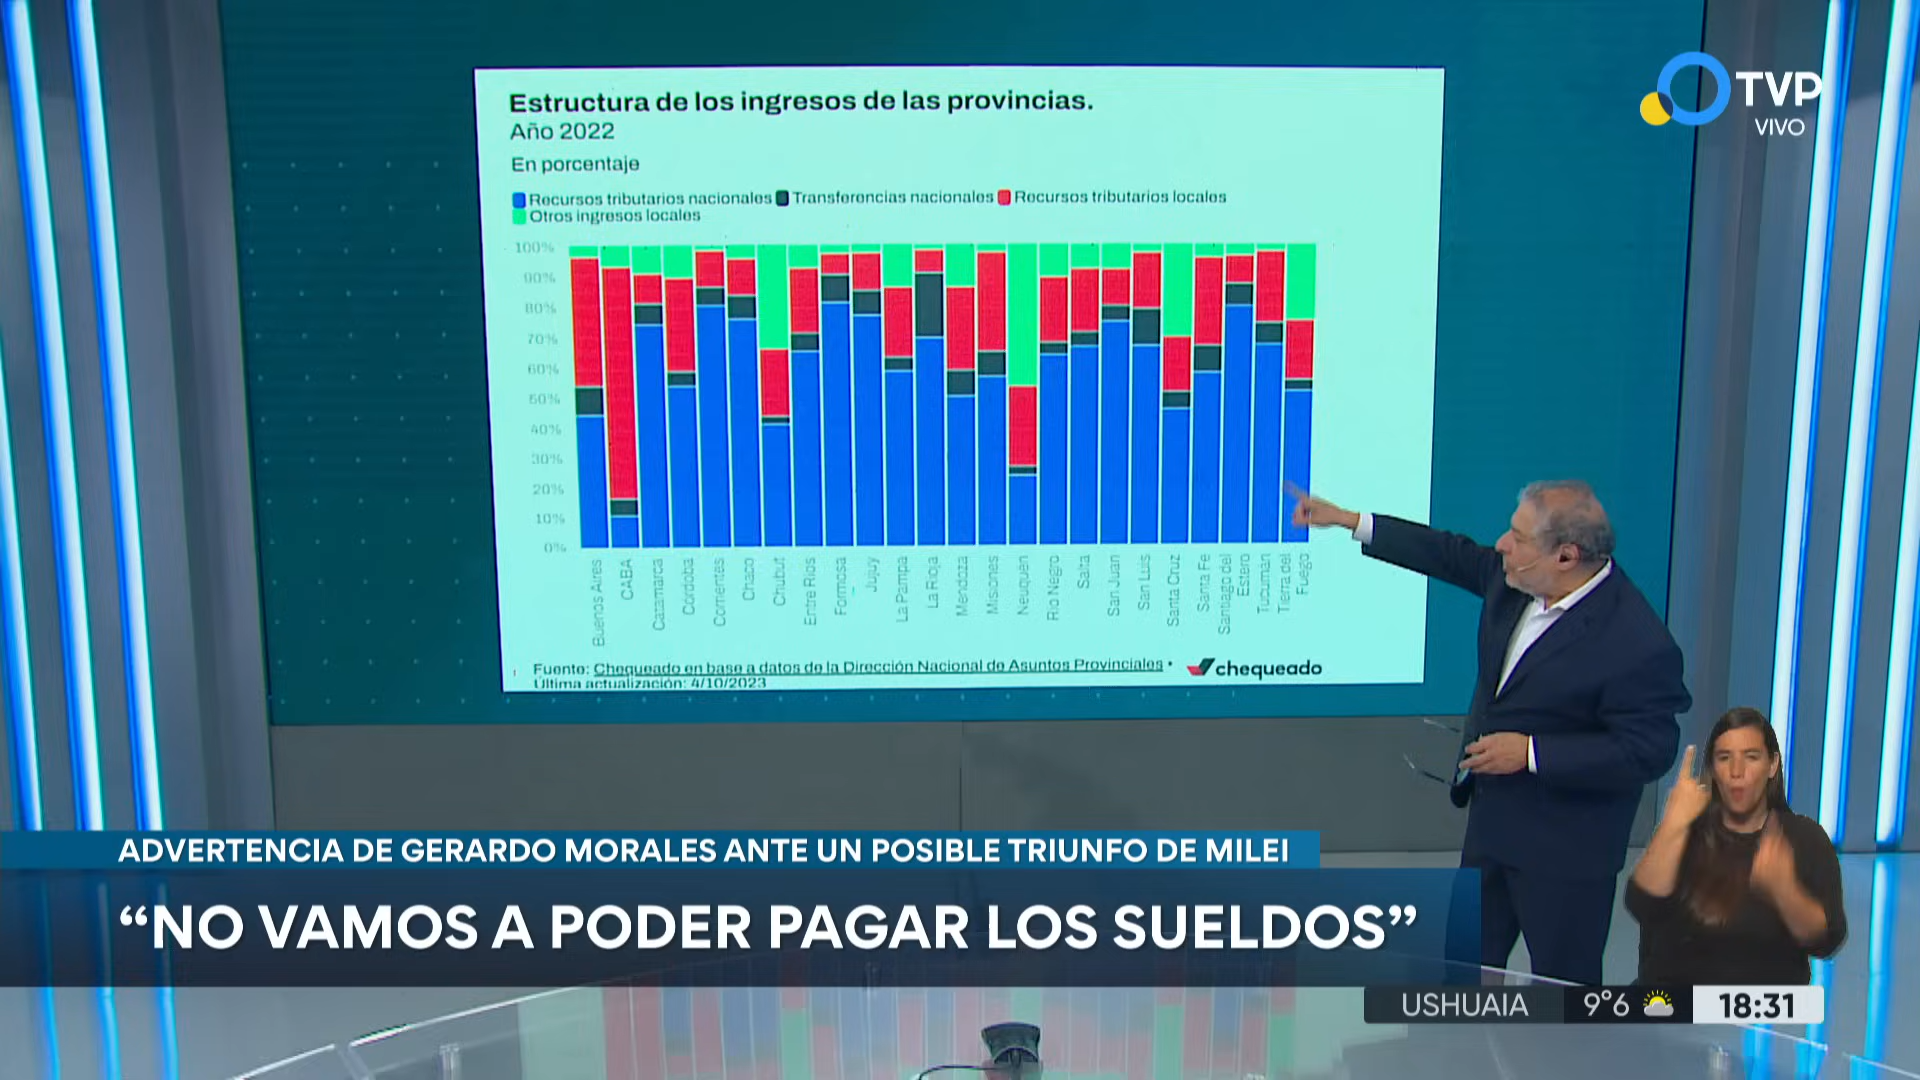 Estructura de los ingresos de las provincias.
Año 2022
En porcentaje
Recursos tributarios nacionales Transferencias nacionales Recursos tributarios locales
Otros ingresos locales
100%
90%
80%
70%
60%
50%
40%
30%
20%
10%
0%
Buenos Aires
CABA
Catamarca
Córdoba
Corrientes
Chaco
Chubut
Entre Ríos
Formosa
Jujuy
La Pampa
La Rioja
Mendoza
Misiones
Neuquén
Río Negro
Salta
San Juan
San Luis
Santa Cruz
Santa Fe
Santiago del
Estero
Tucumán
Tierra del
Fuego
Fuente: Chequeado en base a datos de la Dirección Nacional de Asuntos Provinciales •
Última actualización: 4/10/2023
chequeado
TVP
VIVO
ADVERTENCIA DE GERARDO MORALES ANTE UN POSIBLE TRIUNFO DE MILEI
“NO VAMOS A PODER PAGAR LOS SUELDOS”
USHUAIA 9°6 18:31